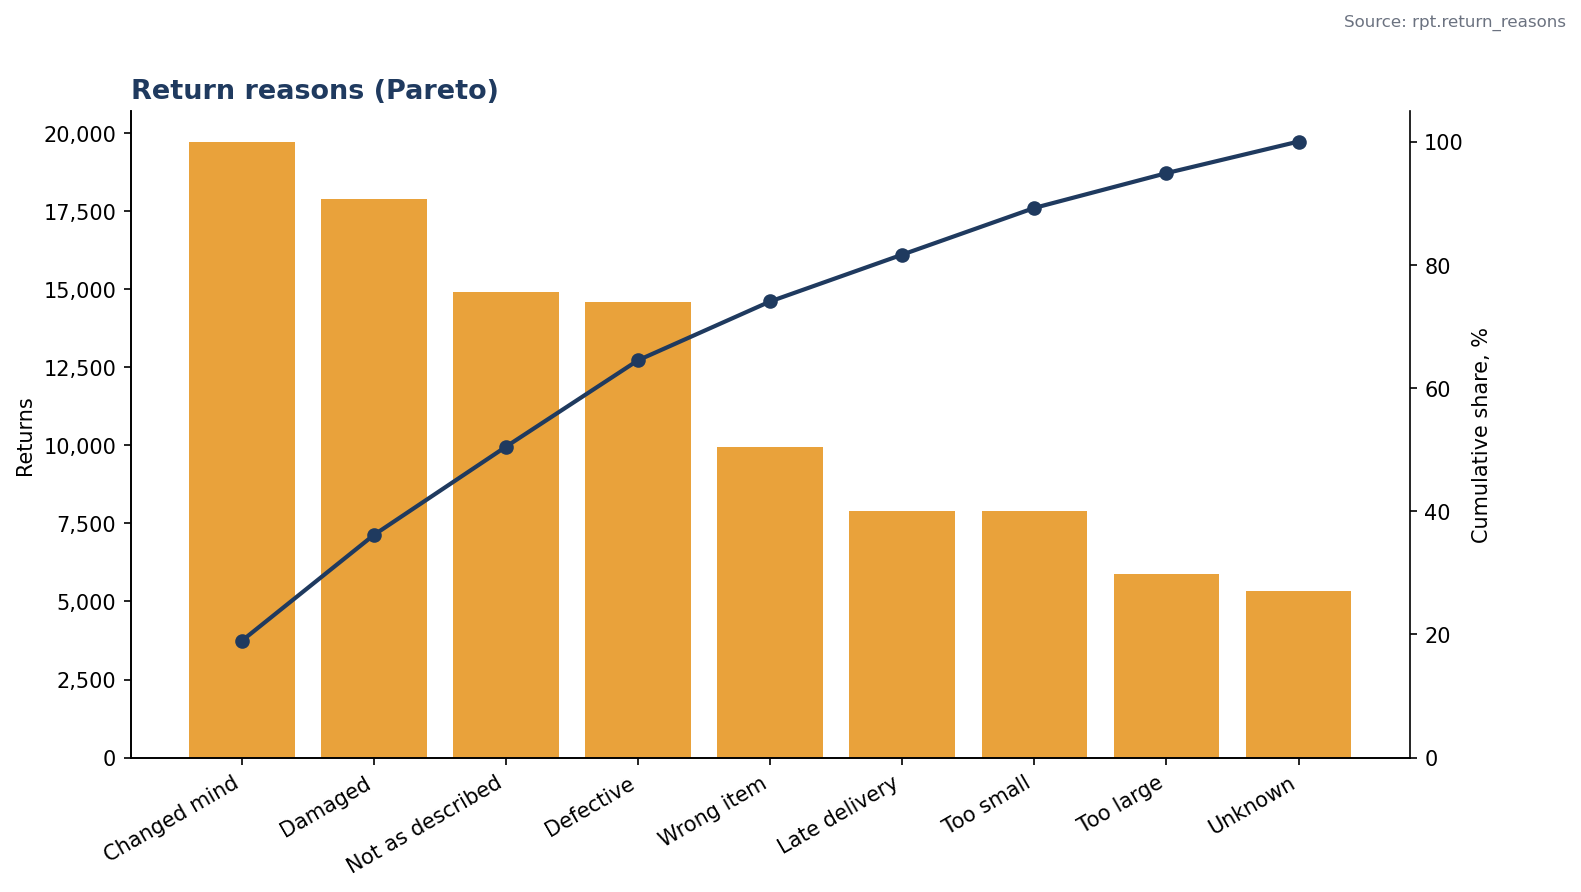 Source: rpt.return_reasons
Return reasons (Pareto)
Returns
20,000
17,500
15,000
12,500
10,000
7,500
5,000
2,500
0
100
80
60
40
20
0
Cumulative share, %
Changed mind
Damaged
Not as described
Defective
Wrong item
Late delivery
Too small
Too large
Unknown